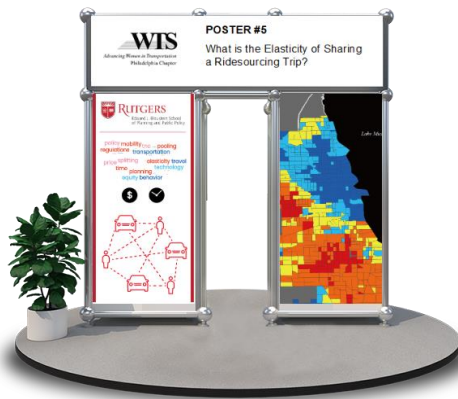 WTS
Advancing Women in Transportation
Philadelphia Chapter
POSTER #5
What is the Elasticity of Sharing
a Ridesourcing Trip?
RUTGERS
Edward J. Bloustein School
of Planning and Public Policy
policy mobility pooling
regulations transportation
price splitting elasticity travel
time technology
planning
equity behavior
$